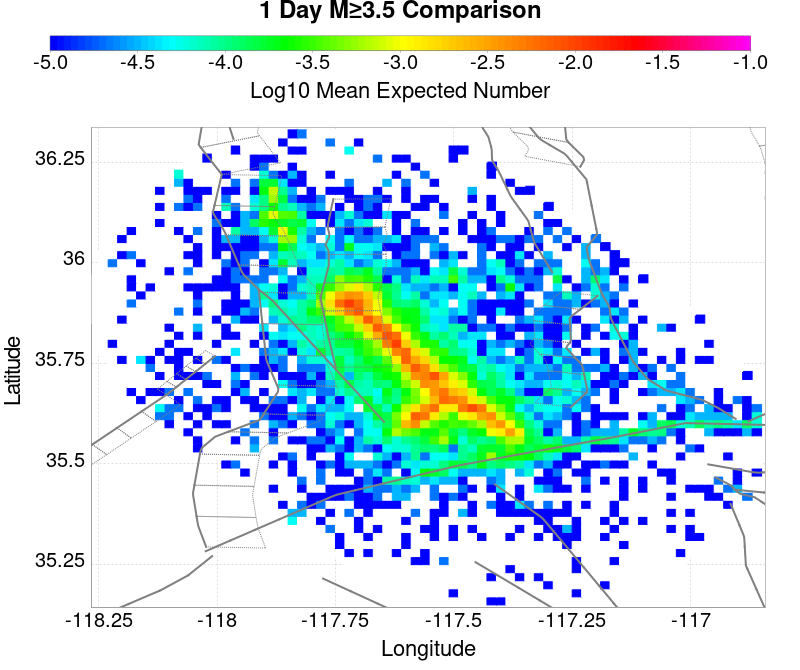 1 Day M≥3.5 Comparison
-5.0 -4.5 -4.0 -3.5 -3.0 -2.5 -2.0 -1.5 -1.0
Log10 Mean Expected Number
36.25
36
35.75
35.5
35.25
Latitude
-118.25 -118 -117.75 -117.5 -117.25 -117
Longitude